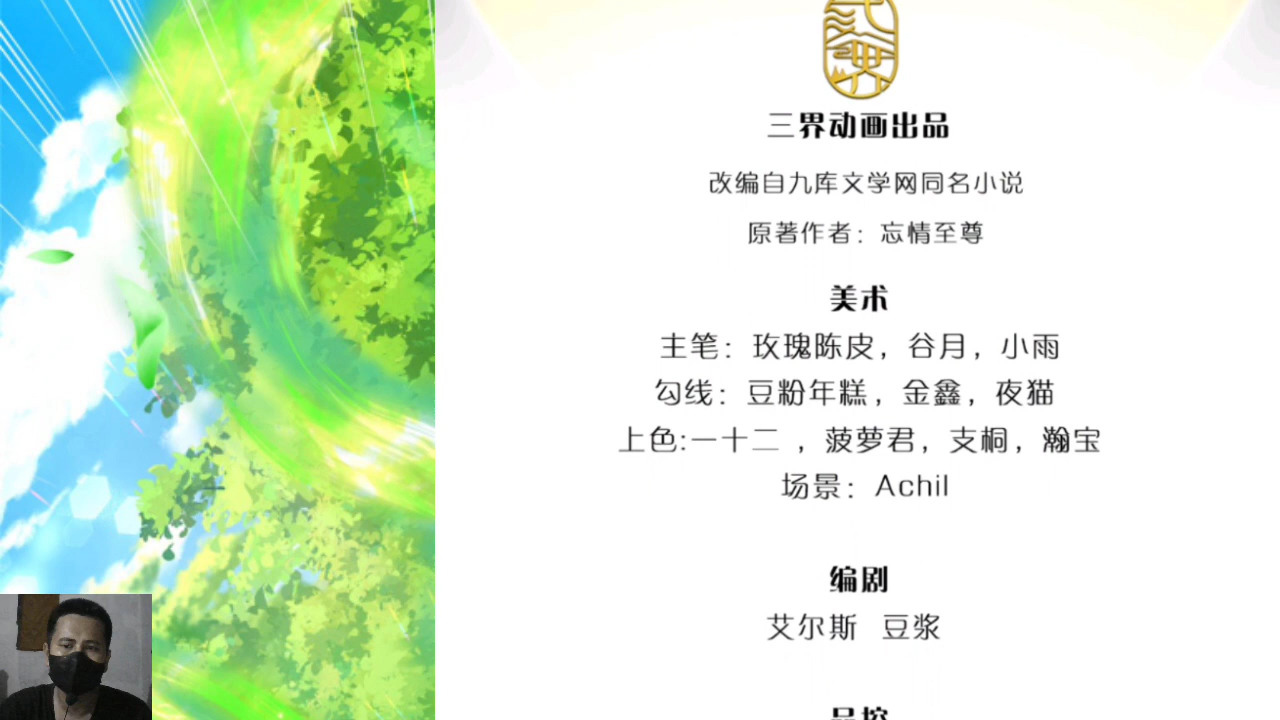 三界动画出品
改编自九库文学网同名小说
原著作者：忘情至尊
美术
主笔：玫瑰陈皮，谷月，小雨
勾线：豆粉年糕，金鑫，夜猫
上色:一十二 ，菠萝君，支桐，瀚宝
场景：Achil
编剧
艾尔斯 豆浆
品控